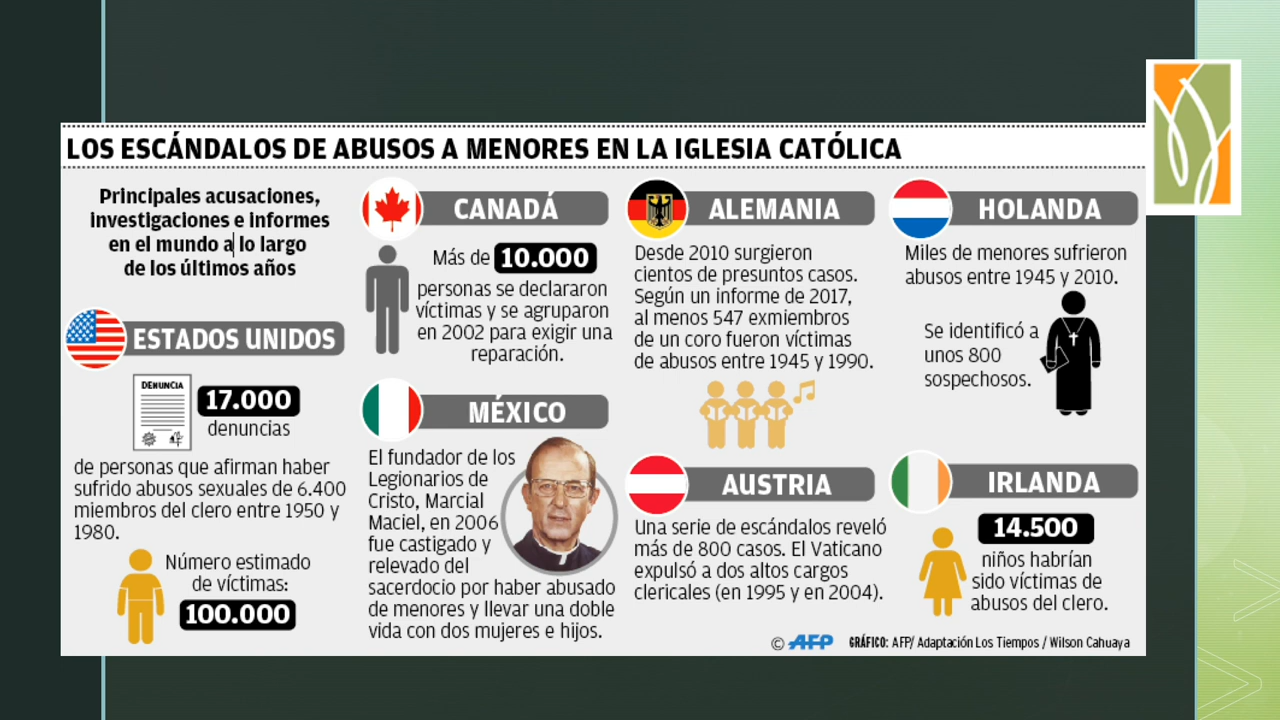 LOS ESCÁNDALOS DE ABUSOS A MENORES EN LA IGLESIA CATÓLICA
Principales acusaciones,
investigaciones e informes
en el mundo a lo largo
de los últimos años
ESTADOS UNIDOS
DENUNCIA
17.000
denuncias
de personas que afirman haber
sufrido abusos sexuales de 6.400
miembros del clero entre 1950 y
1980.
Número estimado
de víctimas:
100.000
CANADÁ
Más de 10.000
personas se declararon
víctimas y se agruparon
en 2002 para exigir una
reparación.
MÉXICO
El fundador de los
Legionarios de
Cristo, Marcial
Maciel, en 2006
fue castigado y
relevado del
sacerdocio por haber abusado
de menores y llevar una doble
vida con dos mujeres e hijos.
ALEMANIA
Desde 2010 surgieron
cientos de presuntos casos.
Según un informe de 2017,
al menos 547 exmiembros
de un coro fueron víctimas
de abusos entre 1945 y 1990.
AUSTRIA
Una serie de escándalos reveló
más de 800 casos. El Vaticano
expulsó a dos altos cargos
clericales (en 1995 y en 2004).
HOLANDA
Miles de menores sufrieron
abusos entre 1945 y 2010.
Se identificó a
unos 800
sospechosos.
IRLANDA
14.500
niños habrían
sido víctimas de
abusos del clero.
© AFP GRÁFICO: AFP/ Adaptación Los Tiempos / Wilson Cahuaya